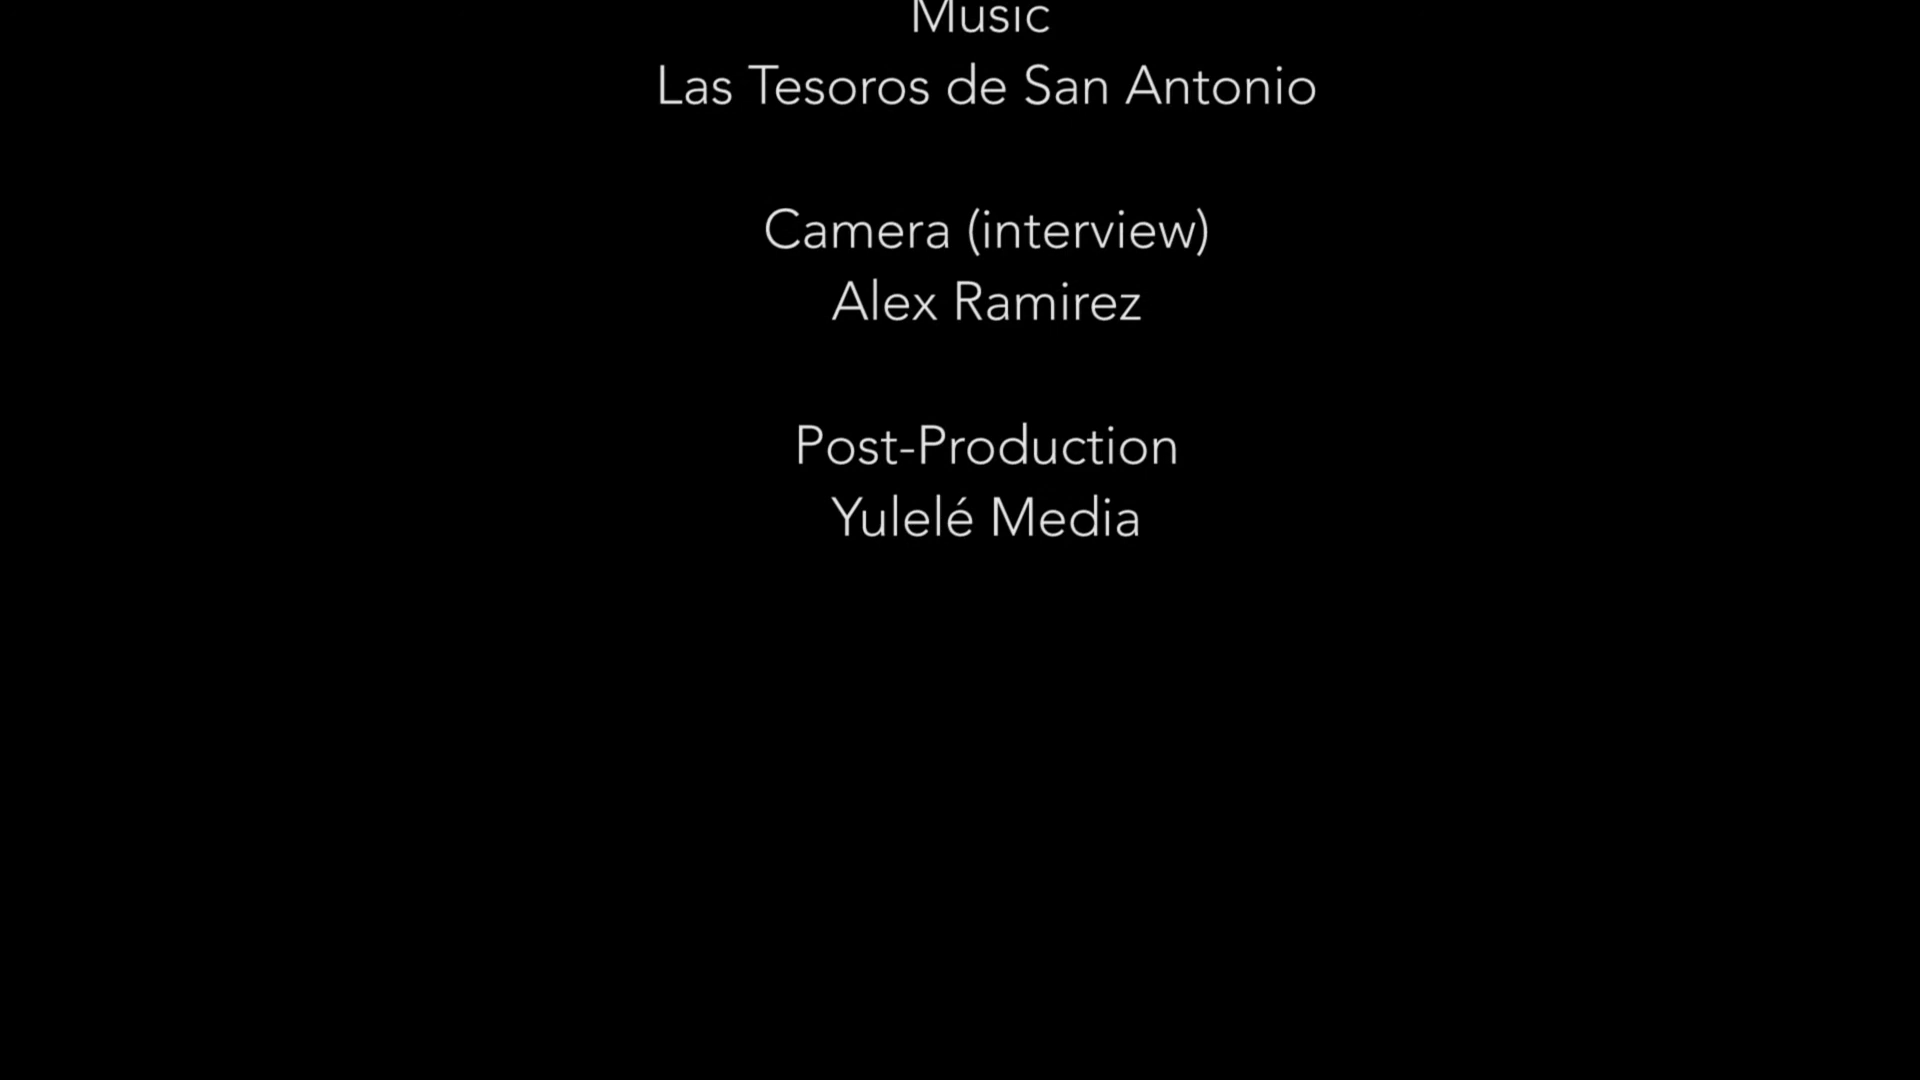 Music
Las Tesoros de San Antonio
Camera (interview)
Alex Ramirez
Post-Production
Yulelé Media